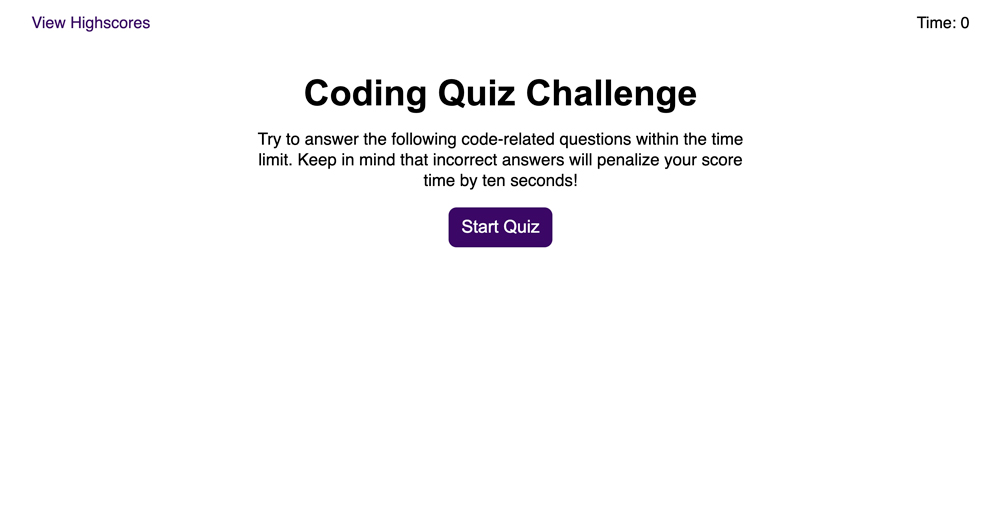 View Highscores
Time: 0
Coding Quiz Challenge
Try to answer the following code-related questions within the time
limit. Keep in mind that incorrect answers will penalize your score
time by ten seconds!
Start Quiz